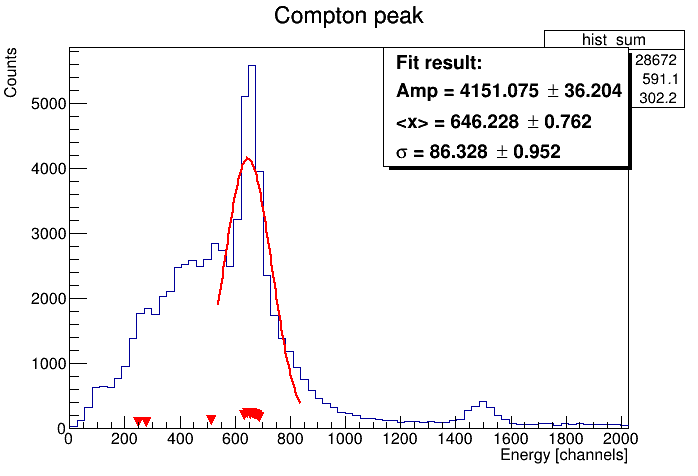 Compton peak
hist_sum
28672
591.1
302.2
Fit result:
Amp = 4151.075 ± 36.204
<x> = 646.228 ± 0.762
σ = 86.328 ± 0.952
Counts
5000
4000
3000
2000
1000
0
0 200 400 600 800 1000 1200 1400 1600 1800 2000
Energy [channels]